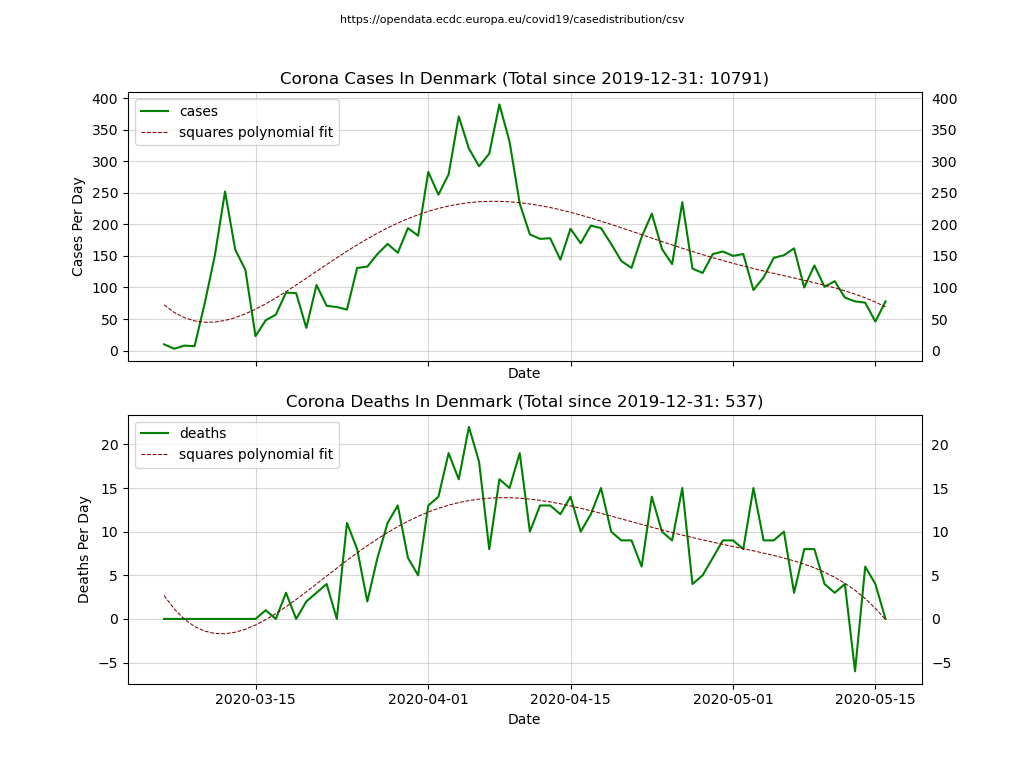 https://opendata.ecdc.europa.eu/covid19/casedistribution/csv
Corona Cases In Denmark (Total since 2019-12-31: 10791)
cases
squares polynomial fit
Cases Per Day
400
350
300
250
200
150
100
50
0
400
350
300
250
200
150
100
50
0
Date
Corona Deaths In Denmark (Total since 2019-12-31: 537)
deaths
squares polynomial fit
Deaths Per Day
20
15
10
5
0
−5
20
15
10
5
0
−5
2020-03-15 2020-04-01 2020-04-15 2020-05-01 2020-05-15
Date